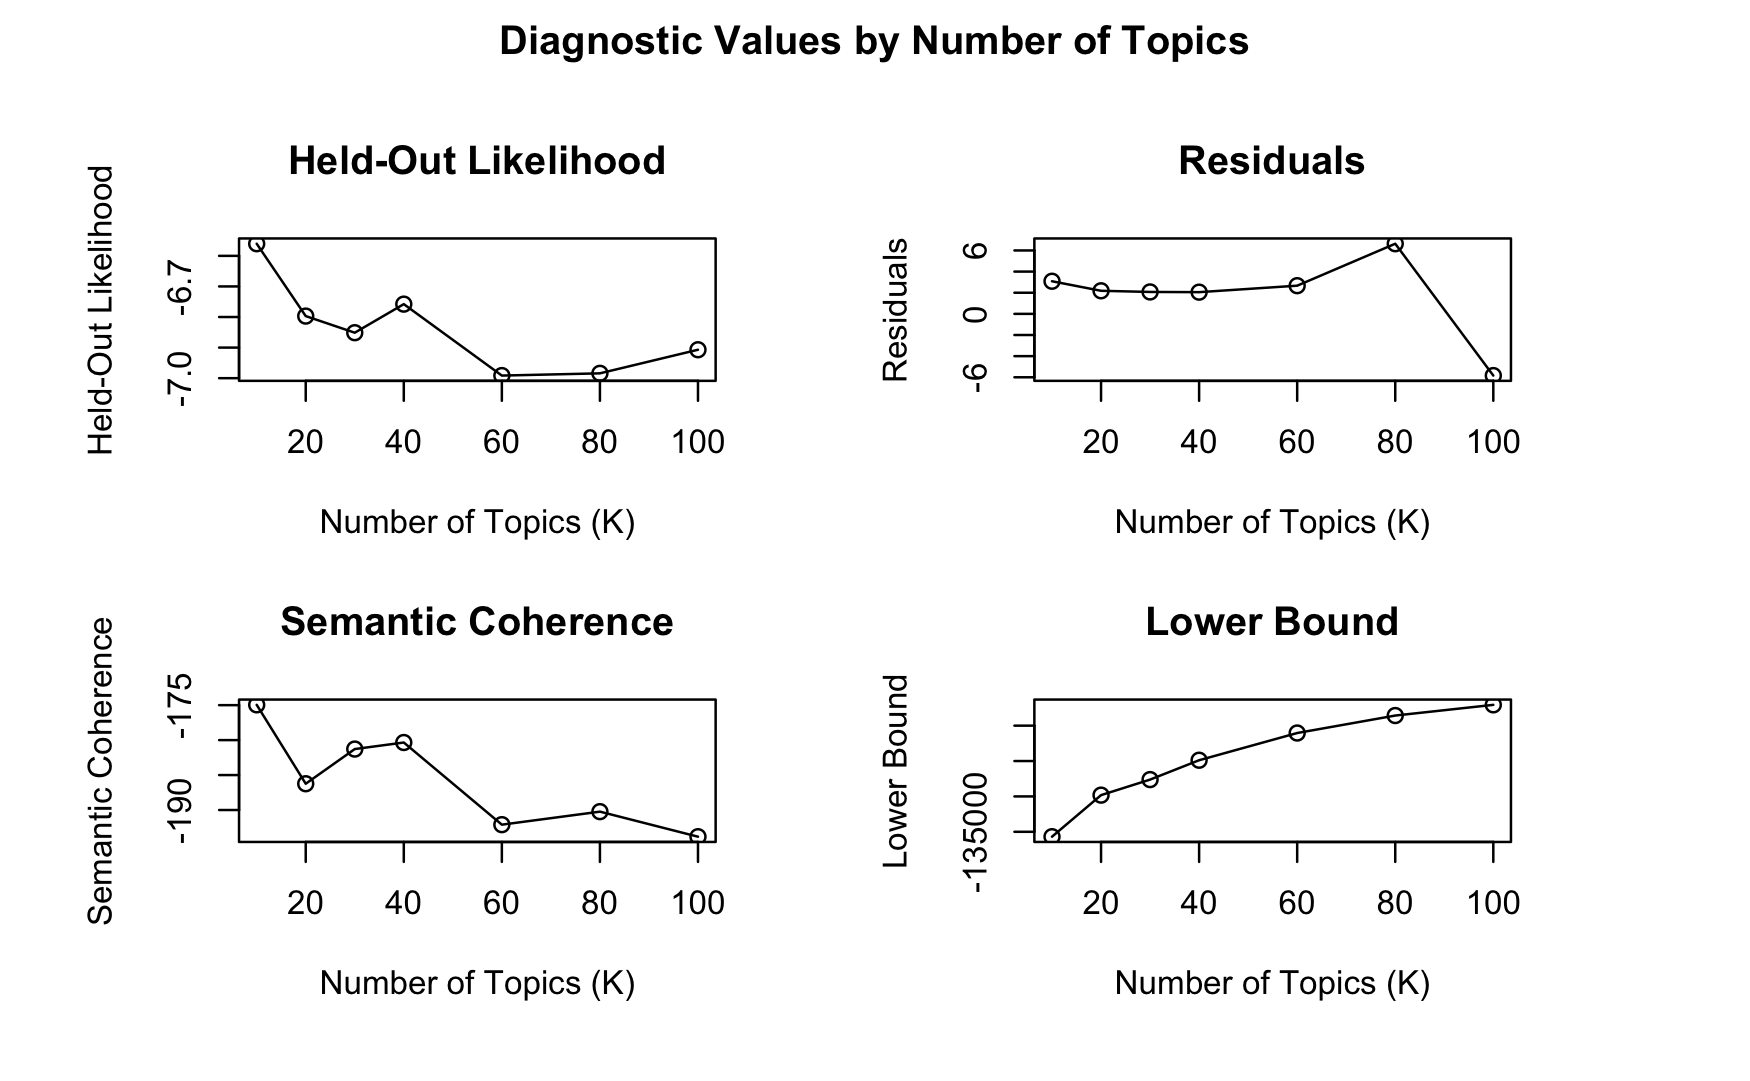 Diagnostic Values by Number of Topics
Held-Out Likelihood
Held-Out Likelihood
-6.7
-7.0
20 40 60 80 100
Number of Topics (K)
Residuals
Residuals
6
0
-6
20 40 60 80 100
Number of Topics (K)
Semantic Coherence
Semantic Coherence
-175
-190
20 40 60 80 100
Number of Topics (K)
Lower Bound
Lower Bound
-135000
20 40 60 80 100
Number of Topics (K)